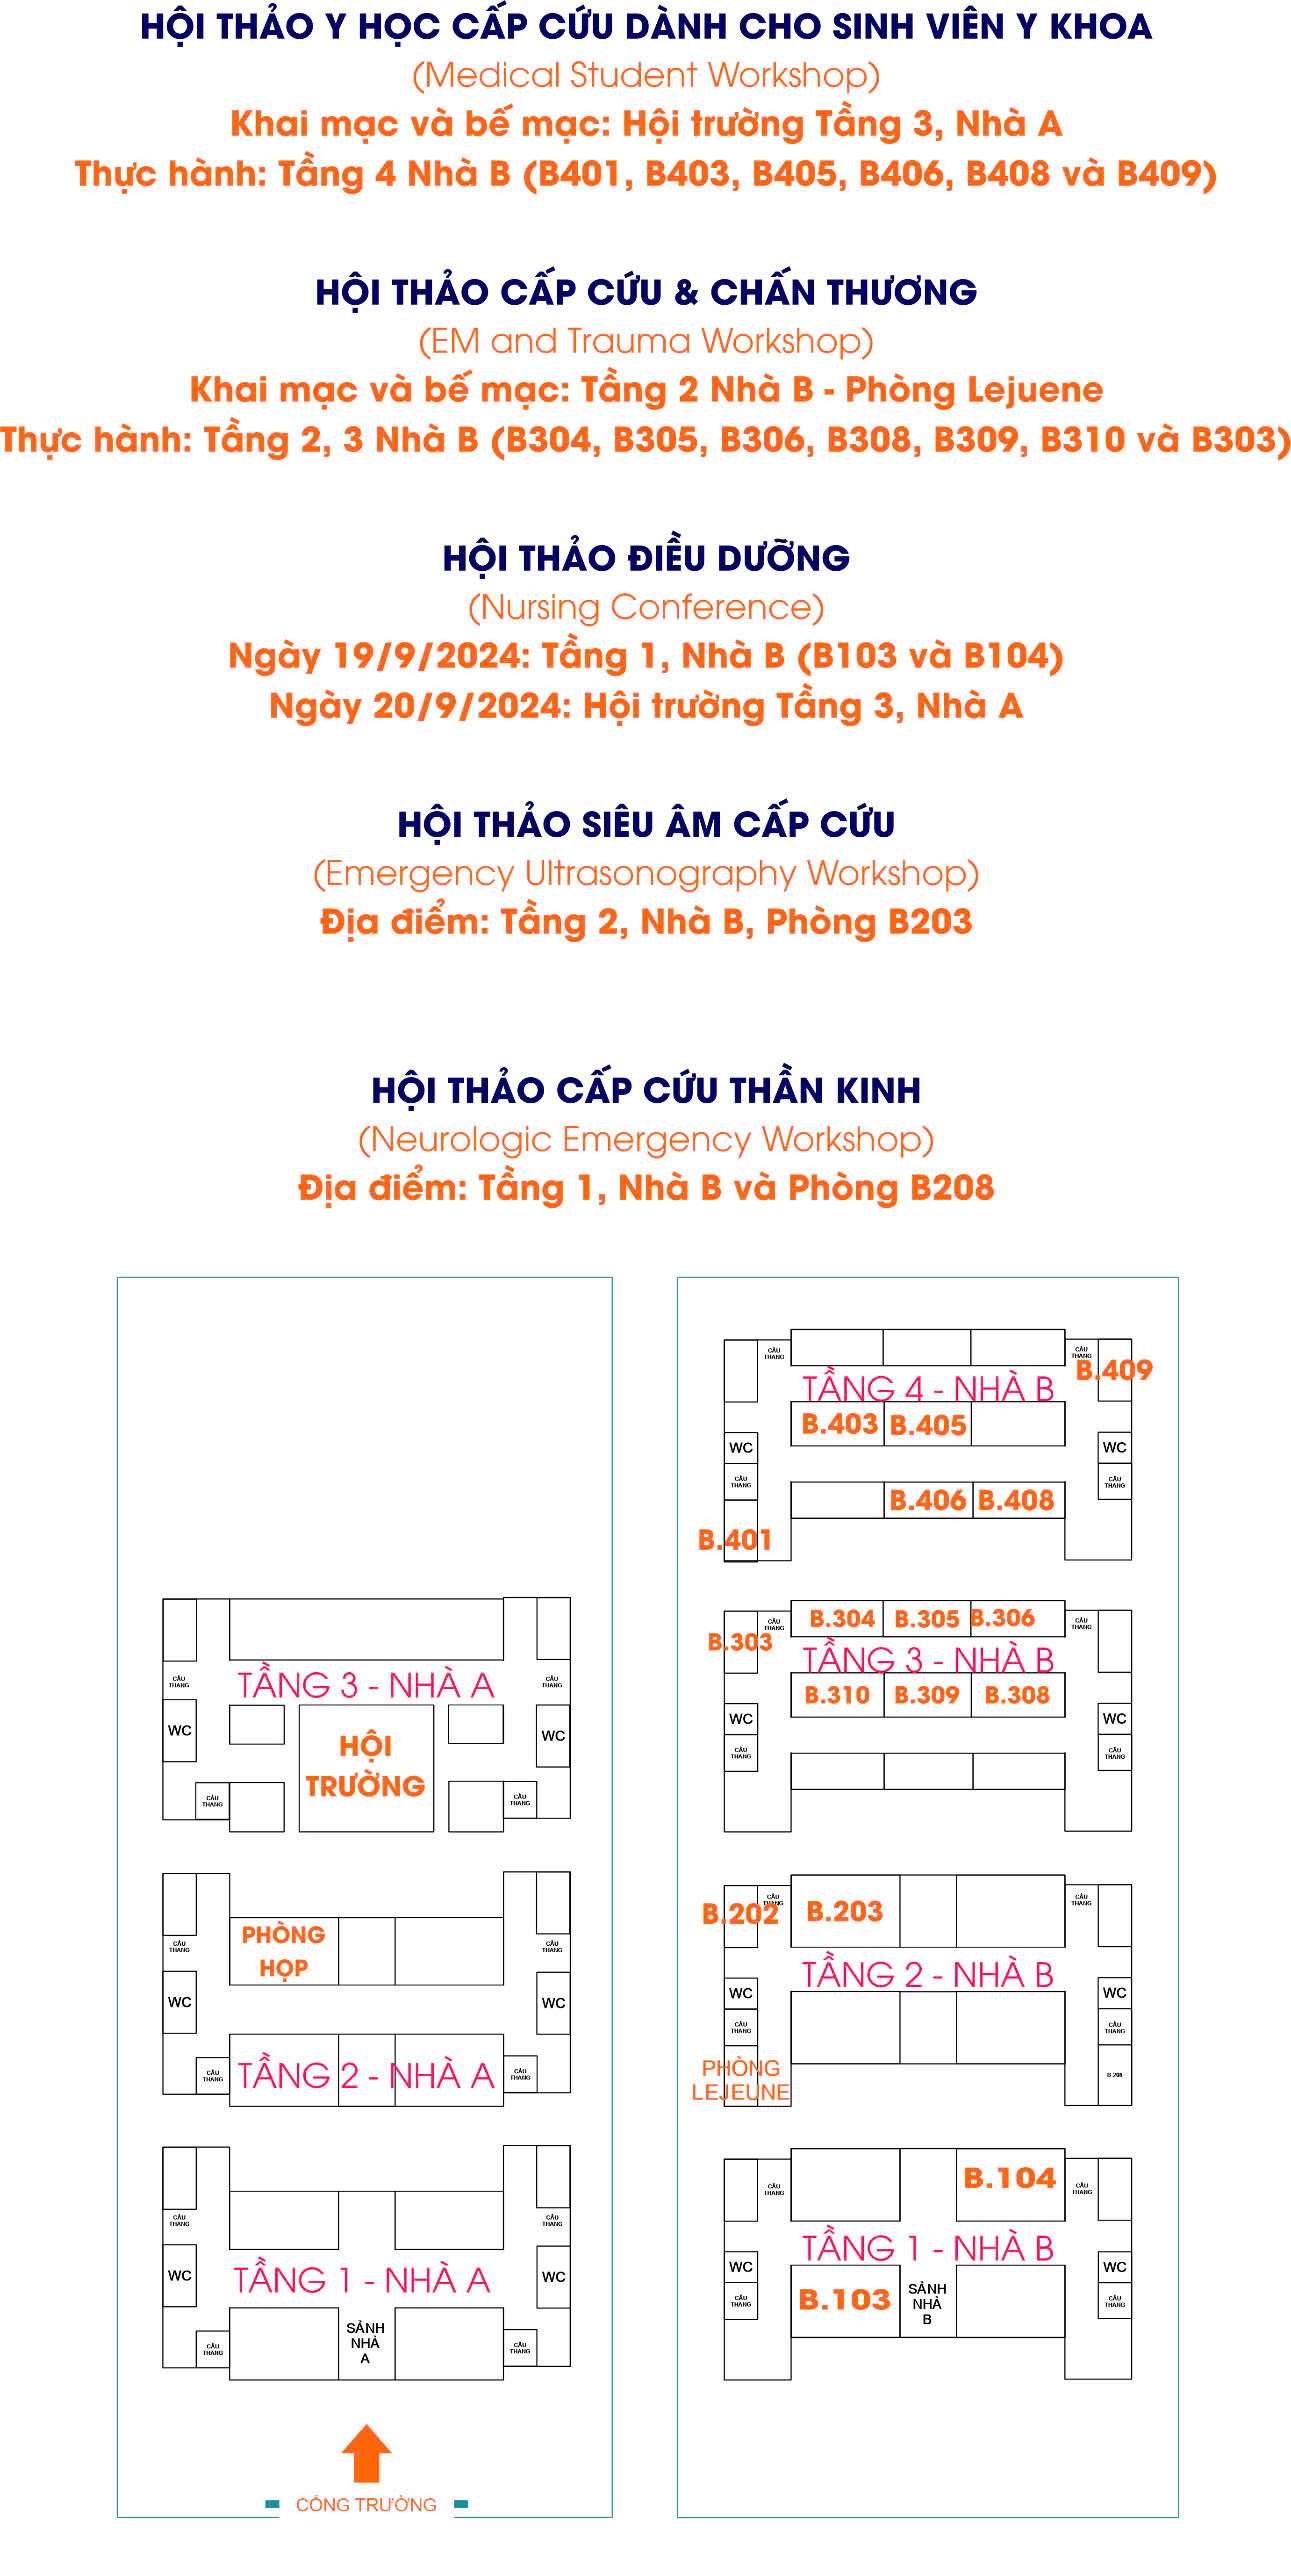 HỘI THẢO Y HỌC CẤP CỨU DÀNH CHO SINH VIÊN Y KHOA
(Medical Student Workshop)
Khai mạc và bế mạc: Hội trường Tầng 3, Nhà A
Thực hành: Tầng 4 Nhà B (B401, B403, B405, B406, B408 và B409)
HỘI THẢO CẤP CỨU & CHẤN THƯƠNG
(EM and Trauma Workshop)
Khai mạc và bế mạc: Tầng 2 Nhà B - Phòng Lejuene
Thực hành: Tầng 2, 3 Nhà B (B304, B305, B306, B308, B309, B310 và B303)
HỘI THẢO ĐIỀU DƯỠNG
(Nursing Conference)
Ngày 19/9/2024: Tầng 1, Nhà B (B103 và B104)
Ngày 20/9/2024: Hội trường Tầng 3, Nhà A
HỘI THẢO SIÊU ÂM CẤP CỨU
(Emergency Ultrasonography Workshop)
Địa điểm: Tầng 2, Nhà B, Phòng B203
HỘI THẢO CẤP CỨU THẦN KINH
(Neurologic Emergency Workshop)
Địa điểm: Tầng 1, Nhà B và Phòng B208
CẦU
THANG
CẦU
THANG
TẦNG 3 - NHÀ A
WC
HỘI
TRƯỜNG
WC
CẦU
THANG
CẦU
THANG
PHÒNG
HỌP
CẦU
THANG
CẦU
THANG
WC
WC
CẦU
THANG
TẦNG 2 - NHÀ A
CẦU
THANG
CẦU
THANG
CẦU
THANG
WC
TẦNG 1 - NHÀ A
WC
CẦU
THANG
SẢNH
NHÀ
A
CẦU
THANG
CỔNG TRƯỜNG
CẦU
THANG
CẦU
THANG
B.409
TẦNG 4 - NHÀ B
B.403
B.405
WC
WC
CẦU
THANG
CẦU
THANG
B.406
B.408
B.401
CẦU
THANG
B.304
B.305
B.306
CẦU
THANG
B.303
TẦNG 3 - NHÀ B
B.310
B.309
B.308
WC
WC
CẦU
THANG
CẦU
THANG
CẦU
THANG
CẦU
THANG
B.202
B.203
TẦNG 2 - NHÀ B
WC
WC
CẦU
THANG
CẦU
THANG
PHÒNG
LEJEUNE
B 208
B.104
CẦU
THANG
CẦU
THANG
TẦNG 1 - NHÀ B
WC
WC
B.103
SẢNH
NHÀ
B
CẦU
THANG
CẦU
THANG